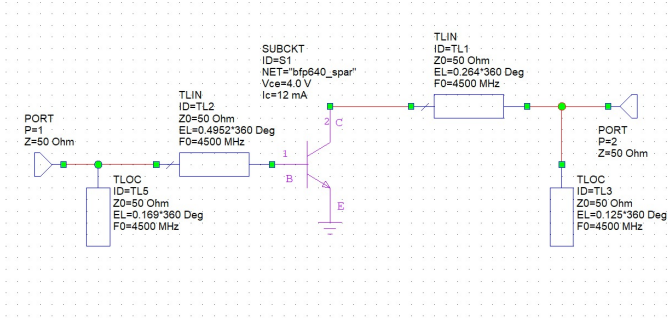 TLIN
ID=TL1
Z0=50 Ohm
EL=0.264*360 Deg
F0=4500 MHz
SUBCKT
ID=S1
NET="bfp640_spar"
Vce=4.0 V
Ic=12 mA
TLIN
ID=TL2
Z0=50 Ohm
EL=0.4952*360 Deg
F0=4500 MHz
PORT
P=1
Z=50 Ohm
2
C
1
B
E
PORT
P=2
Z=50 Ohm
TLOC
ID=TL5
Z0=50 Ohm
EL=0.169*360 Deg
F0=4500 MHz
TLOC
ID=TL3
Z0=50 Ohm
EL=0.125*360 Deg
F0=4500 MHz